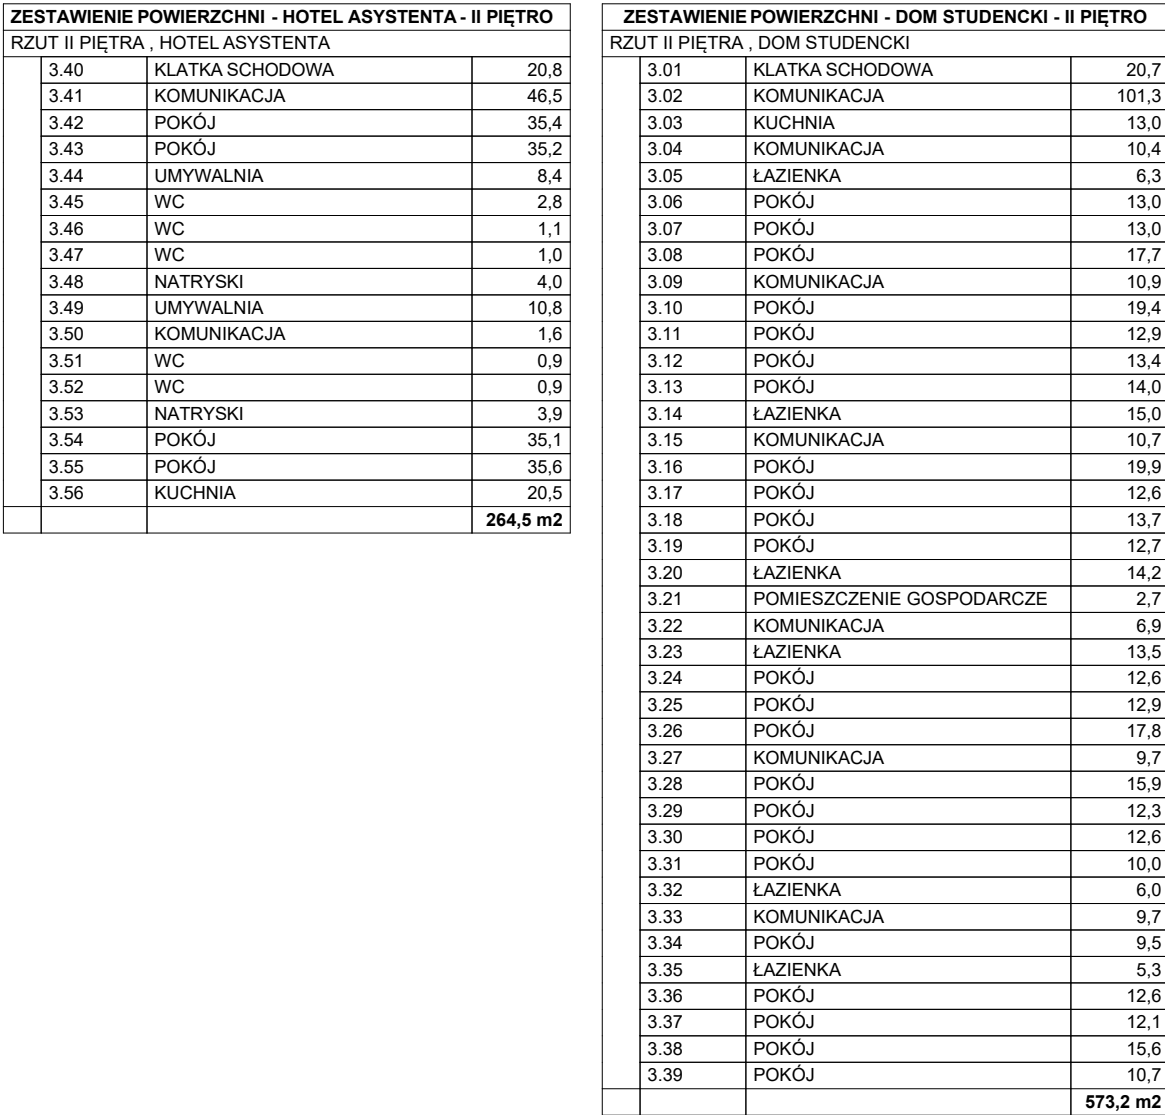 ZESTAWIENIE POWIERZCHNI - HOTEL ASYSTENTA - II PIĘTRO
RZUT II PIĘTRA , HOTEL ASYSTENTA
3.40 KLATKA SCHODOWA 20,8
3.41 KOMUNIKACJA 46,5
3.42 POKÓJ 35,4
3.43 POKÓJ 35,2
3.44 UMYWALNIA 8,4
3.45 WC 2,8
3.46 WC 1,1
3.47 WC 1,0
3.48 NATRYSKI 4,0
3.49 UMYWALNIA 10,8
3.50 KOMUNIKACJA 1,6
3.51 WC 0,9
3.52 WC 0,9
3.53 NATRYSKI 3,9
3.54 POKÓJ 35,1
3.55 POKÓJ 35,6
3.56 KUCHNIA 20,5
264,5 m2
ZESTAWIENIE POWIERZCHNI - DOM STUDENCKI - II PIĘTRO
RZUT II PIĘTRA , DOM STUDENCKI
3.01 KLATKA SCHODOWA 20,7
3.02 KOMUNIKACJA 101,3
3.03 KUCHNIA 13,0
3.04 KOMUNIKACJA 10,4
3.05 ŁAZIENKA 6,3
3.06 POKÓJ 13,0
3.07 POKÓJ 13,0
3.08 POKÓJ 17,7
3.09 KOMUNIKACJA 10,9
3.10 POKÓJ 19,4
3.11 POKÓJ 12,9
3.12 POKÓJ 13,4
3.13 POKÓJ 14,0
3.14 ŁAZIENKA 15,0
3.15 KOMUNIKACJA 10,7
3.16 POKÓJ 19,9
3.17 POKÓJ 12,6
3.18 POKÓJ 13,7
3.19 POKÓJ 12,7
3.20 ŁAZIENKA 14,2
3.21 POMIESZCZENIE GOSPODARCZE 2,7
3.22 KOMUNIKACJA 6,9
3.23 ŁAZIENKA 13,5
3.24 POKÓJ 12,6
3.25 POKÓJ 12,9
3.26 POKÓJ 17,8
3.27 KOMUNIKACJA 9,7
3.28 POKÓJ 15,9
3.29 POKÓJ 12,3
3.30 POKÓJ 12,6
3.31 POKÓJ 10,0
3.32 ŁAZIENKA 6,0
3.33 KOMUNIKACJA 9,7
3.34 POKÓJ 9,5
3.35 ŁAZIENKA 5,3
3.36 POKÓJ 12,6
3.37 POKÓJ 12,1
3.38 POKÓJ 15,6
3.39 POKÓJ 10,7
573,2 m2